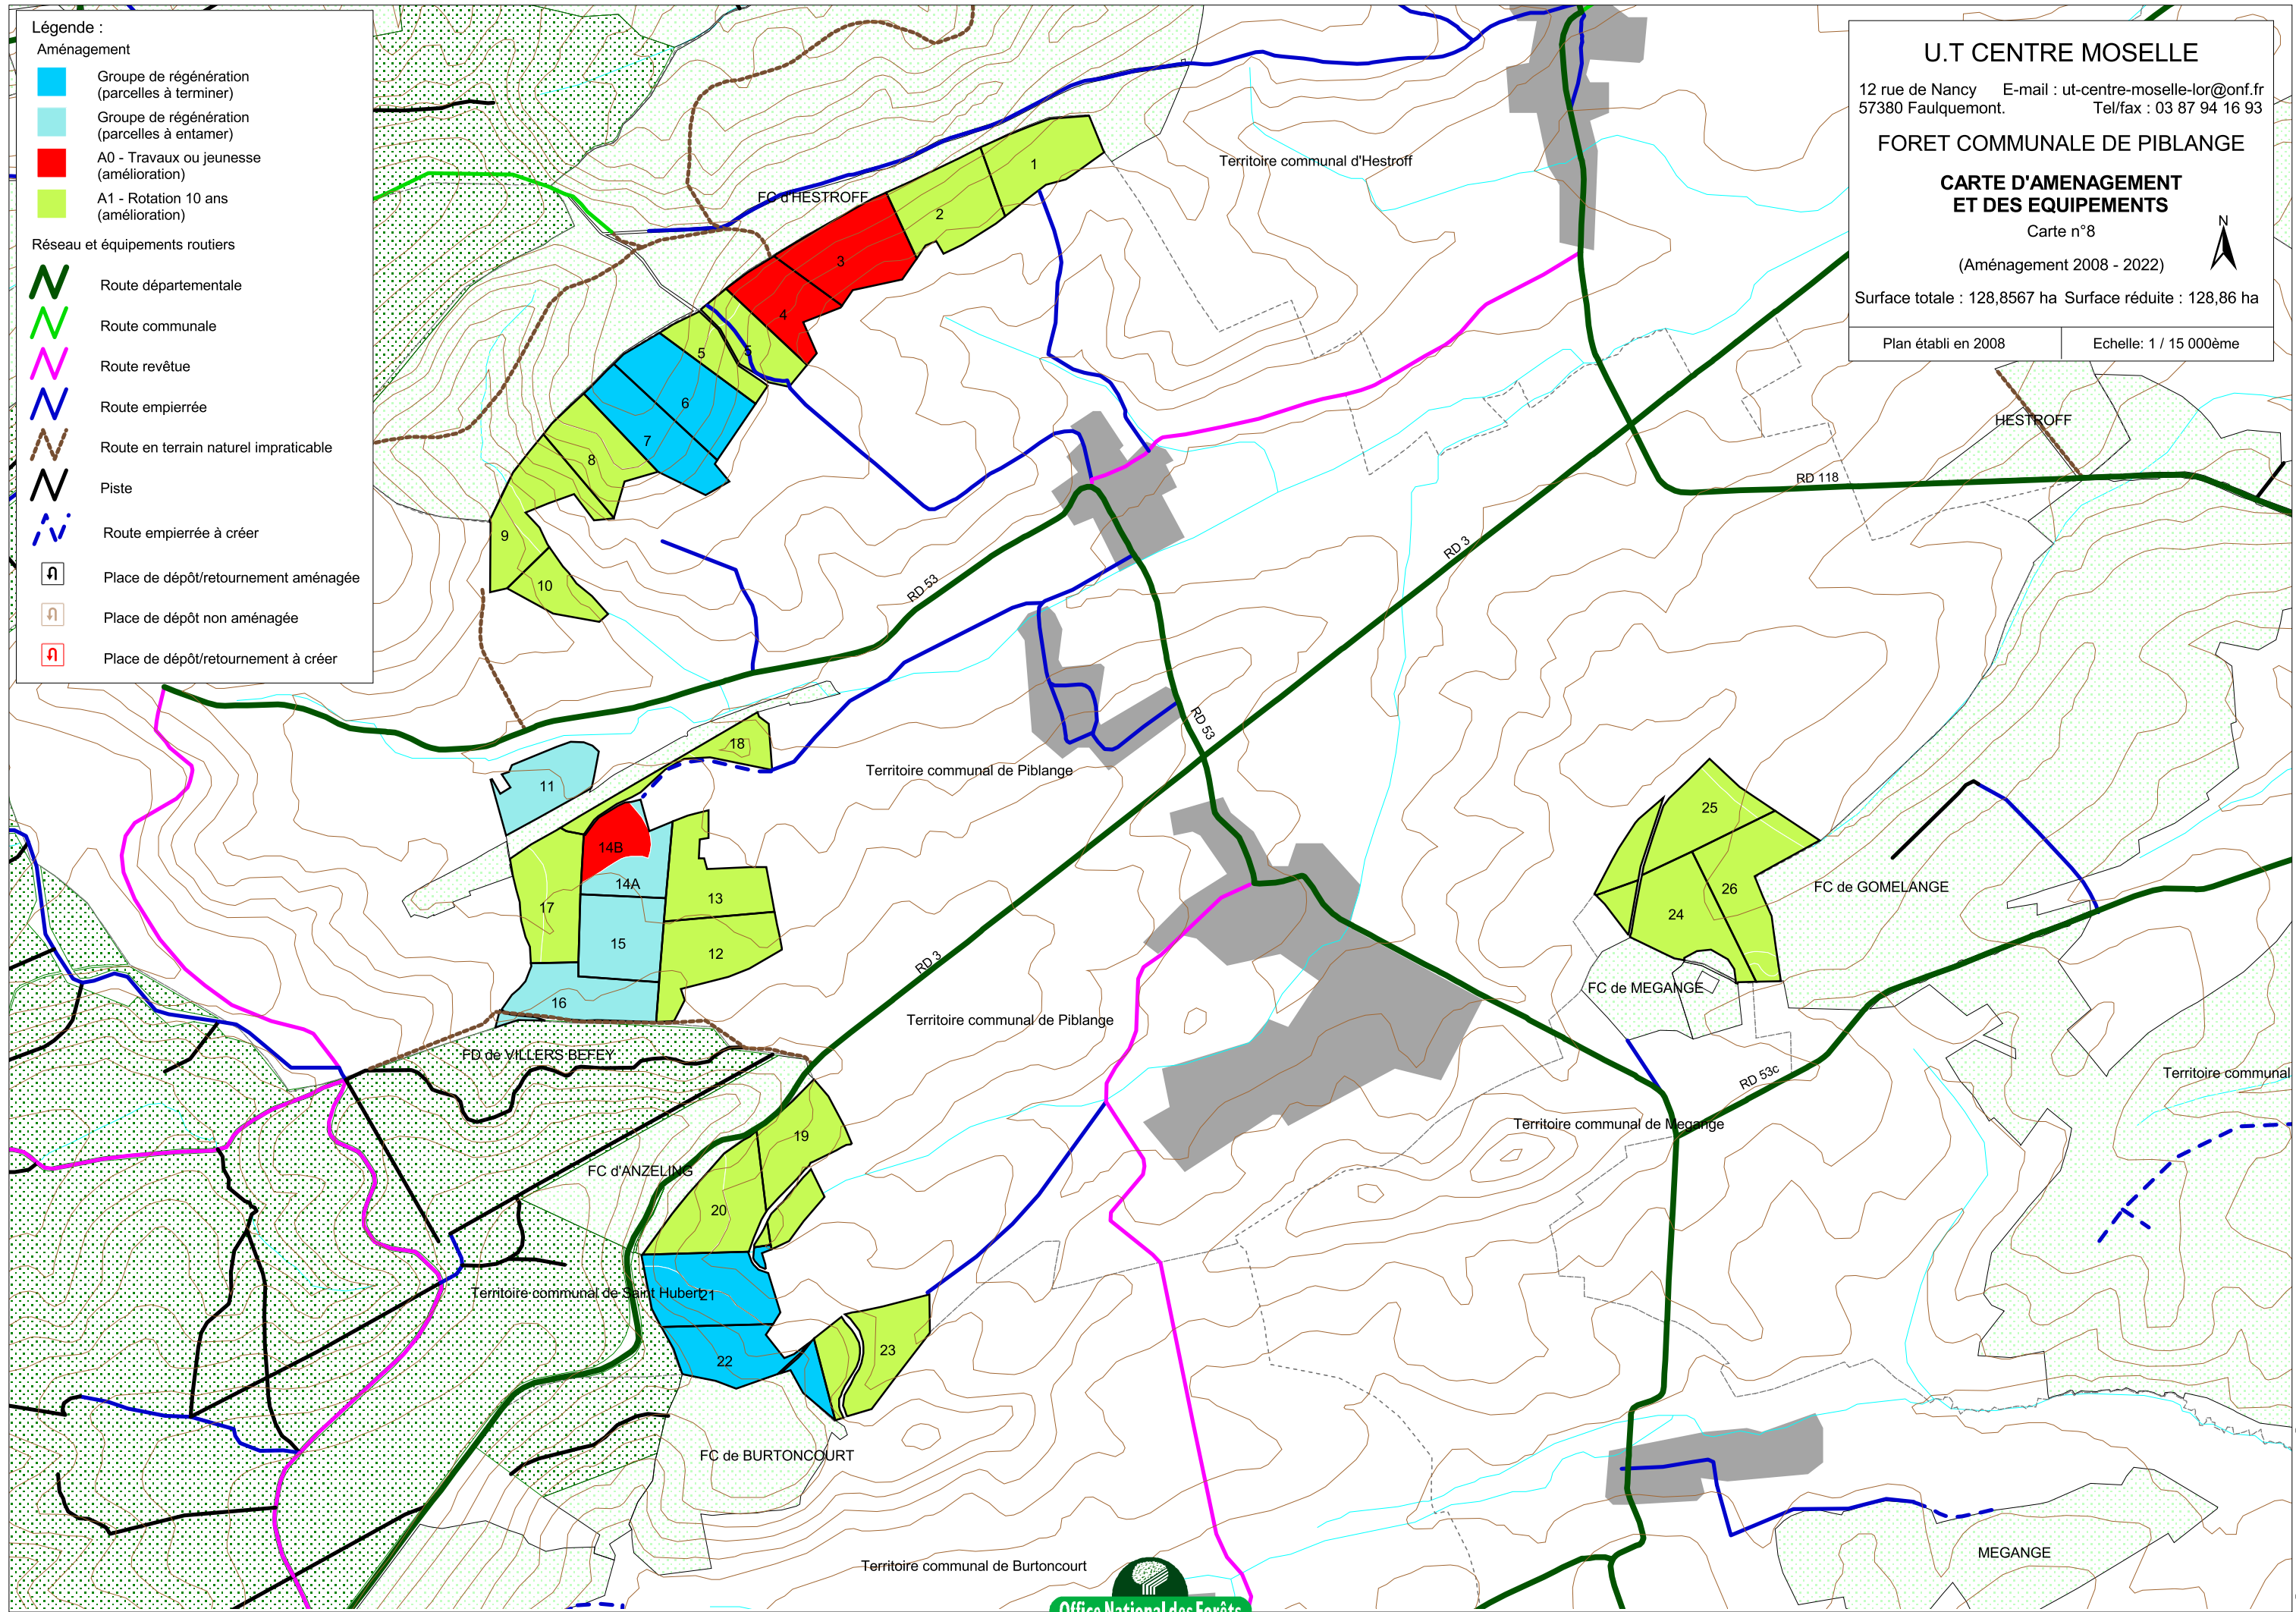 Légende :
Aménagement
Groupe de régénération
(parcelles à terminer)
Groupe de régénération
(parcelles à entamer)
A0 - Travaux ou jeunesse
(amélioration)
A1 - Rotation 10 ans
(amélioration)
Réseau et équipements routiers
Route départementale
Route communale
Route revêtue
Route empierrée
Route en terrain naturel impraticable
Piste
Route empierrée à créer
Place de dépôt/retournement aménagée
Place de dépôt non aménagée
Place de dépôt/retournement à créer
U.T CENTRE MOSELLE
12 rue de Nancy E-mail : ut-centre-moselle-lor@onf.fr
57380 Faulquemont. Tel/fax : 03 87 94 16 93
FORET COMMUNALE DE PIBLANGE
CARTE D'AMENAGEMENT
ET DES EQUIPEMENTS
Carte n°8
N
(Aménagement 2008 - 2022)
Surface totale : 128,8567 ha Surface réduite : 128,86 ha
Plan établi en 2008 Echelle: 1 / 15 000ème
Territoire communal d'Hestroff
FC d'HESTROFF
1
2
3
4
5
5
6
7
8
9
10
HESTROFF
RD 118
RD 3
RD 53
RD 53
11
18
Territoire communal de Piblange
14B
14A
17
13
15
12
16
25
26
24
FC de GOMELANGE
FC de MEGANGE
RD 3
Territoire communal de Piblange
FD de VILLERS BEFEY
RD 53c
Territoire communal
Territoire communal de Megange
19
FC d'ANZELING
20
Territoire communal de Saint Hubert
21
22
23
FC de BURTONCOURT
MEGANGE
Territoire communal de Burtoncourt
Office National des Forêts